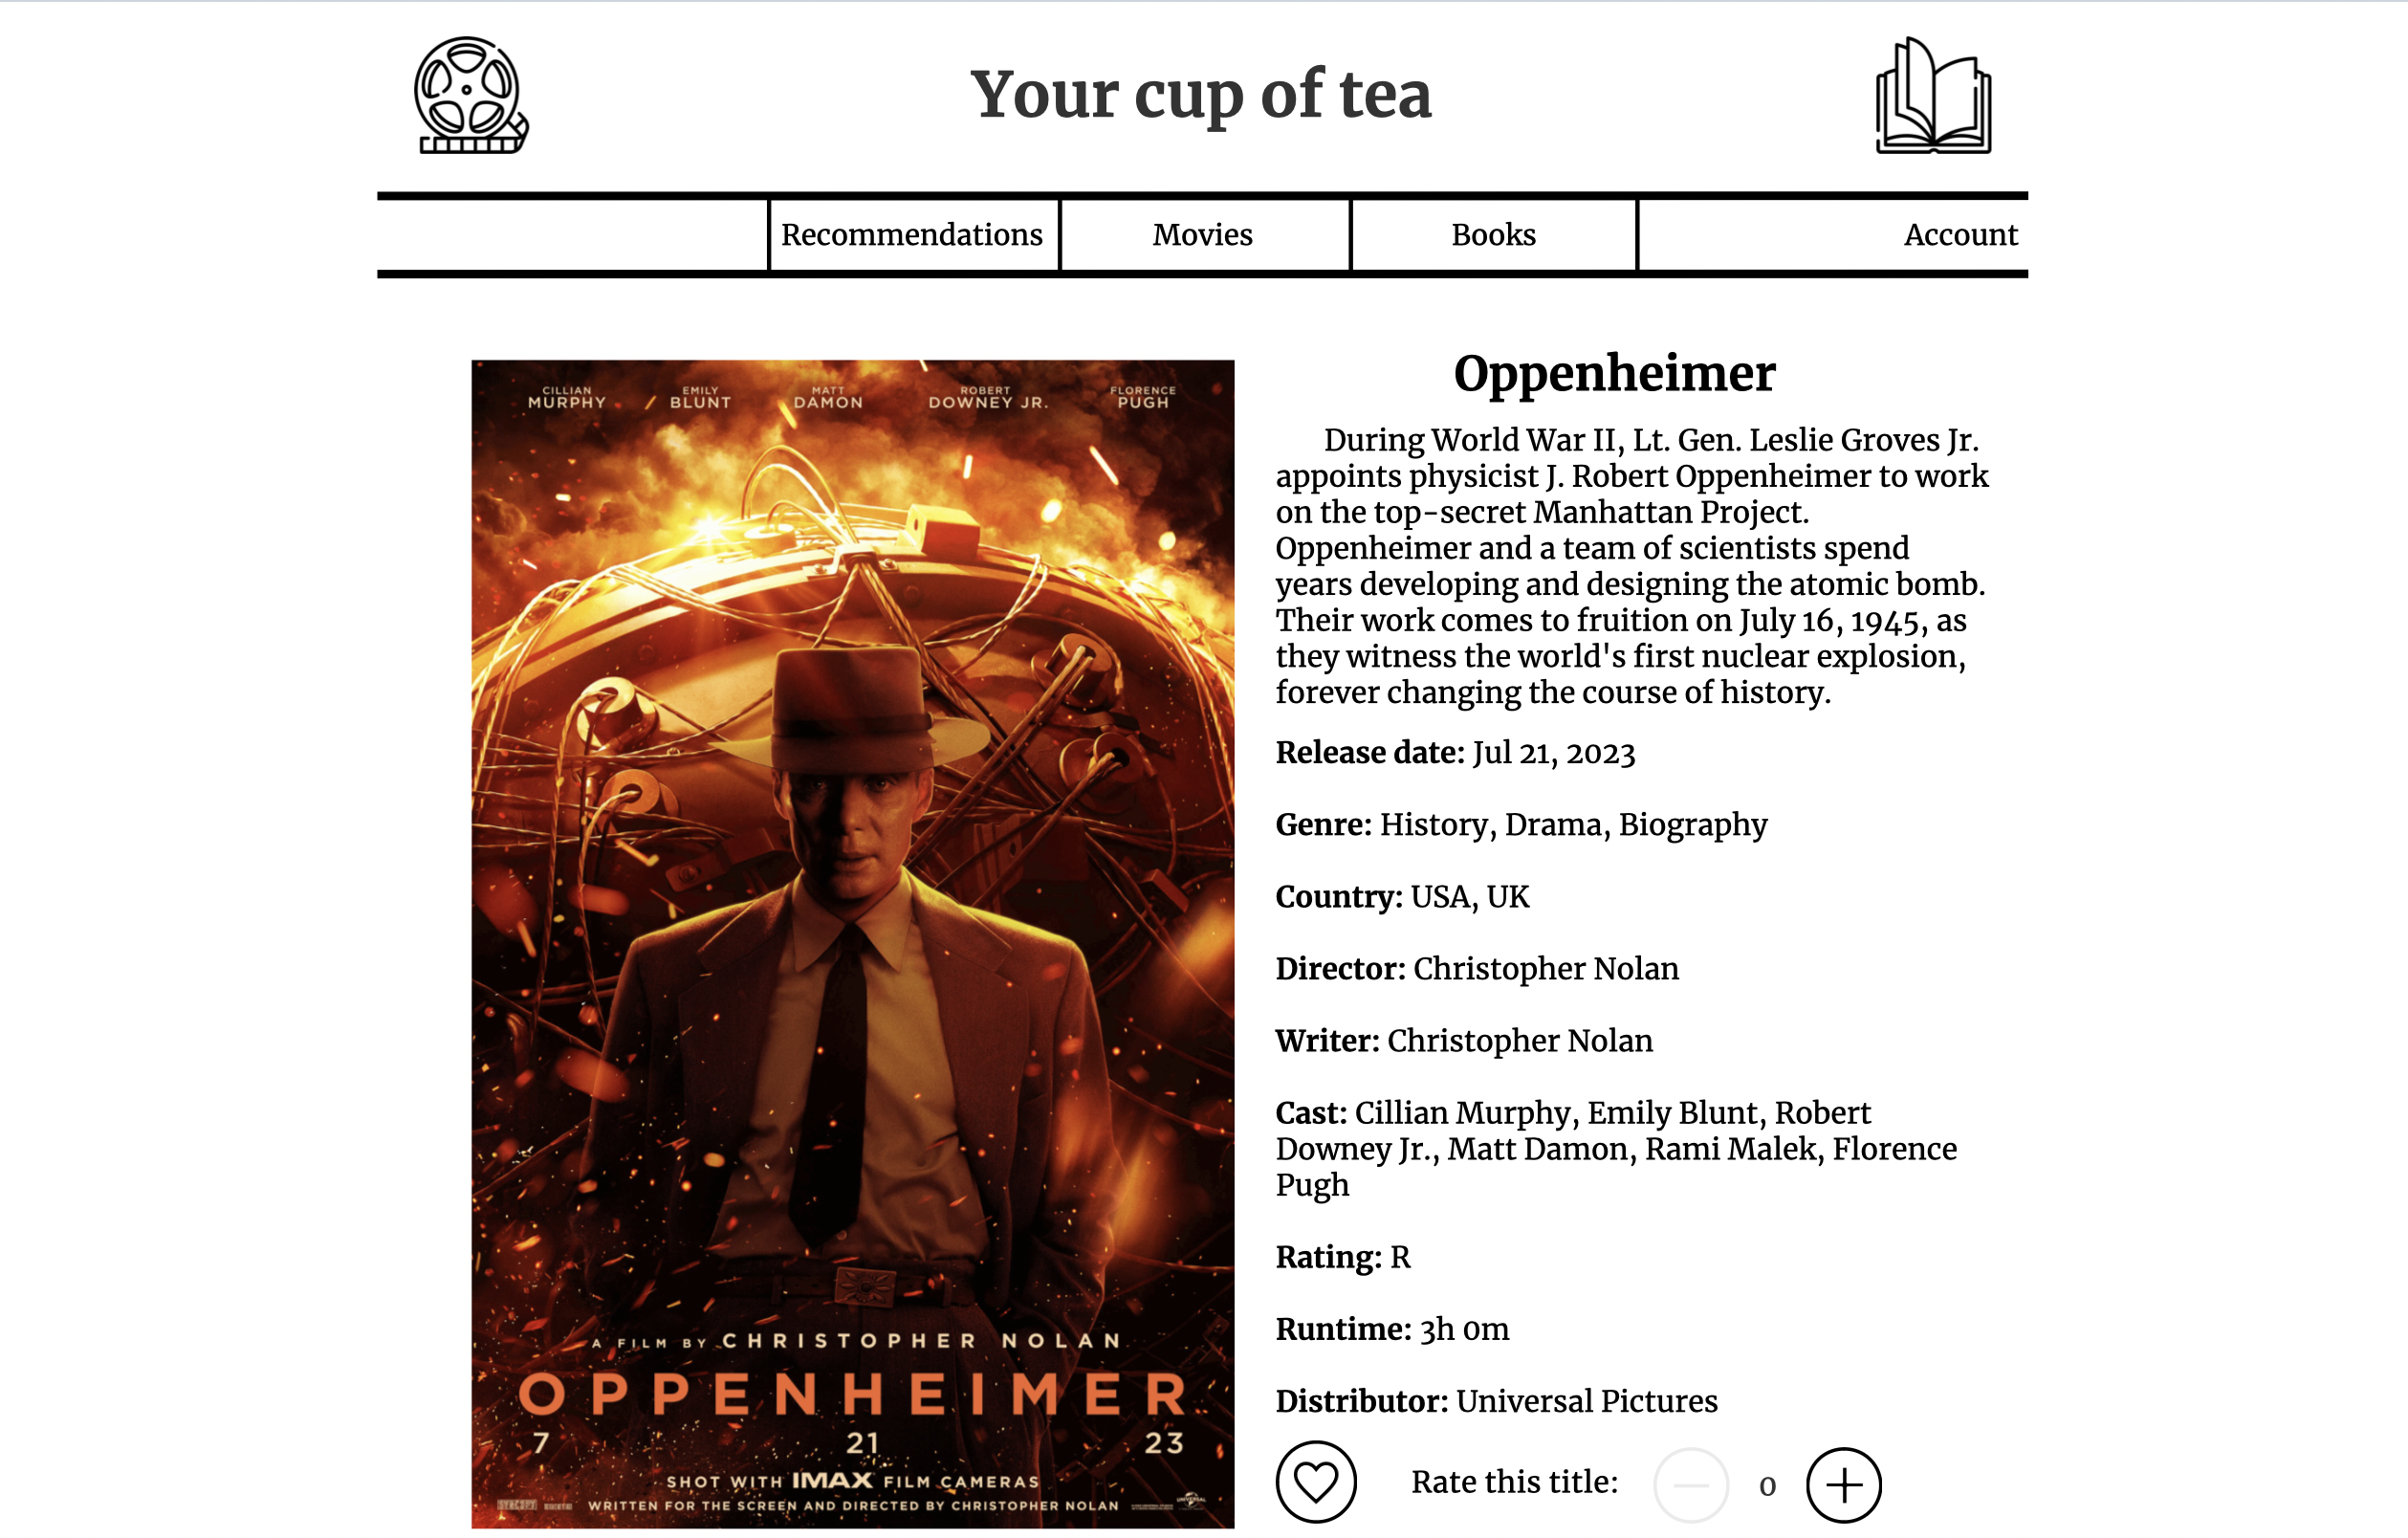 Your cup of tea
Recommendations
Movies
Books
Account
CILLIAN MURPHY
EMILY BLUNT
MATT DAMON
ROBERT DOWNEY JR.
FLORENCE PUGH
A FILM BY CHRISTOPHER NOLAN
OPPENHEIMER
7 21 23
SHOT WITH IMAX FILM CAMERAS
WRITTEN FOR THE SCREEN AND DIRECTED BY CHRISTOPHER NOLAN
UNIVERSAL
Oppenheimer
During World War II, Lt. Gen. Leslie Groves Jr.
appoints physicist J. Robert Oppenheimer to work
on the top-secret Manhattan Project.
Oppenheimer and a team of scientists spend
years developing and designing the atomic bomb.
Their work comes to fruition on July 16, 1945, as
they witness the world's first nuclear explosion,
forever changing the course of history.
Release date: Jul 21, 2023
Genre: History, Drama, Biography
Country: USA, UK
Director: Christopher Nolan
Writer: Christopher Nolan
Cast: Cillian Murphy, Emily Blunt, Robert
Downey Jr., Matt Damon, Rami Malek, Florence
Pugh
Rating: R
Runtime: 3h 0m
Distributor: Universal Pictures
Rate this title: 0